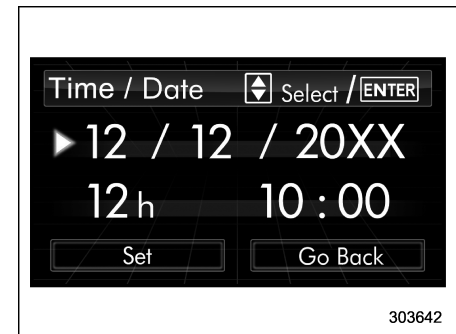 Time / Date Select / ENTER
12 / 12 / 20XX
12h 10 : 00
Set Go Back
303642